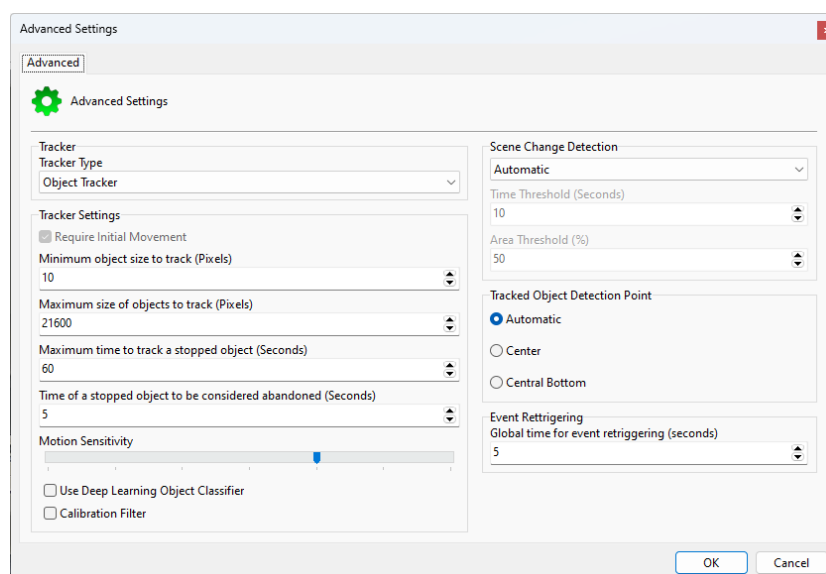 Advanced Settings
Advanced
Advanced Settings
Tracker
Tracker Type
Object Tracker
Tracker Settings
Require Initial Movement
Minimum object size to track (Pixels)
10
Maximum size of objects to track (Pixels)
21600
Maximum time to track a stopped object (Seconds)
60
Time of a stopped object to be considered abandoned (Seconds)
5
Motion Sensitivity
Use Deep Learning Object Classifier
Calibration Filter
Scene Change Detection
Automatic
Time Threshold (Seconds)
10
Area Threshold (%)
50
Tracked Object Detection Point
Automatic
Center
Central Bottom
Event Rettrigering
Global time for event retriggering (seconds)
5
OK
Cancel